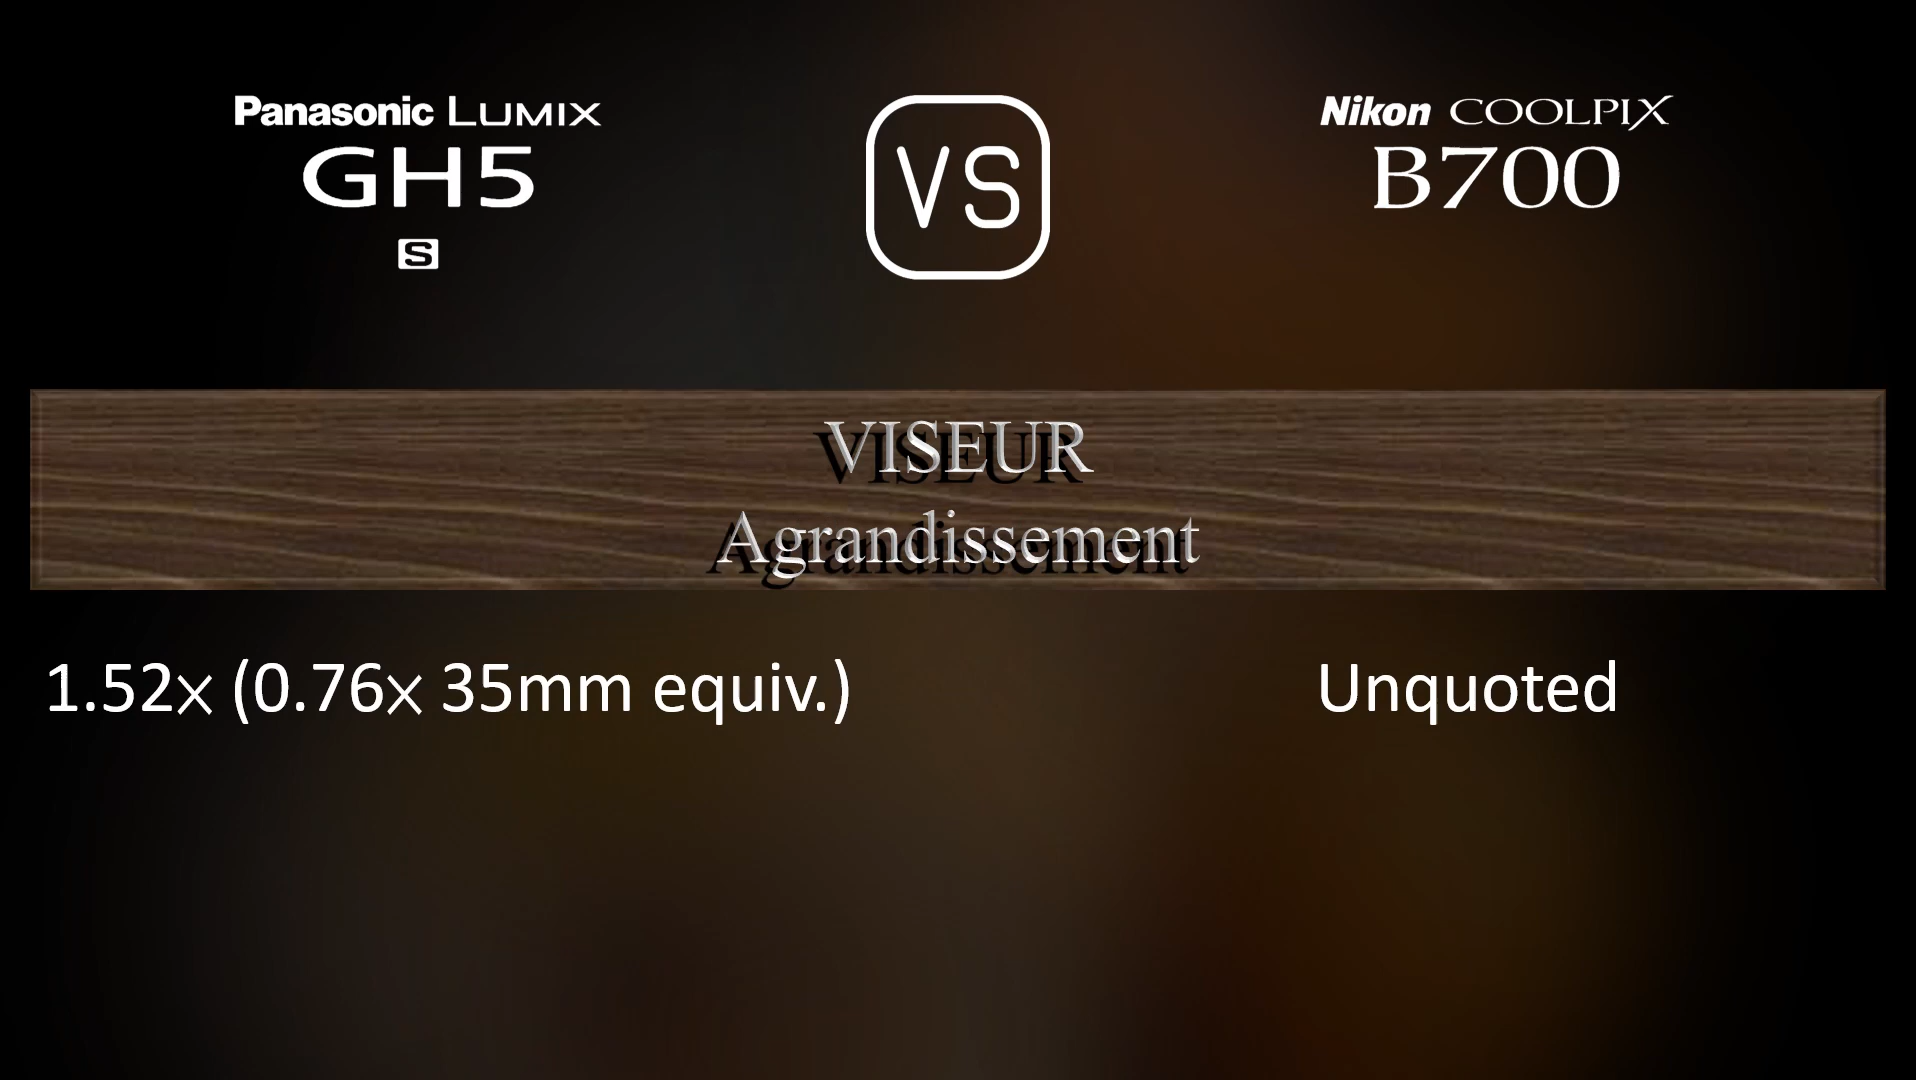 Panasonic LUMIX
GH5
S
VS
Nikon COOLPIX
B700
VISEUR
Agrandissement
1.52x (0.76x 35mm equiv.)
Unquoted